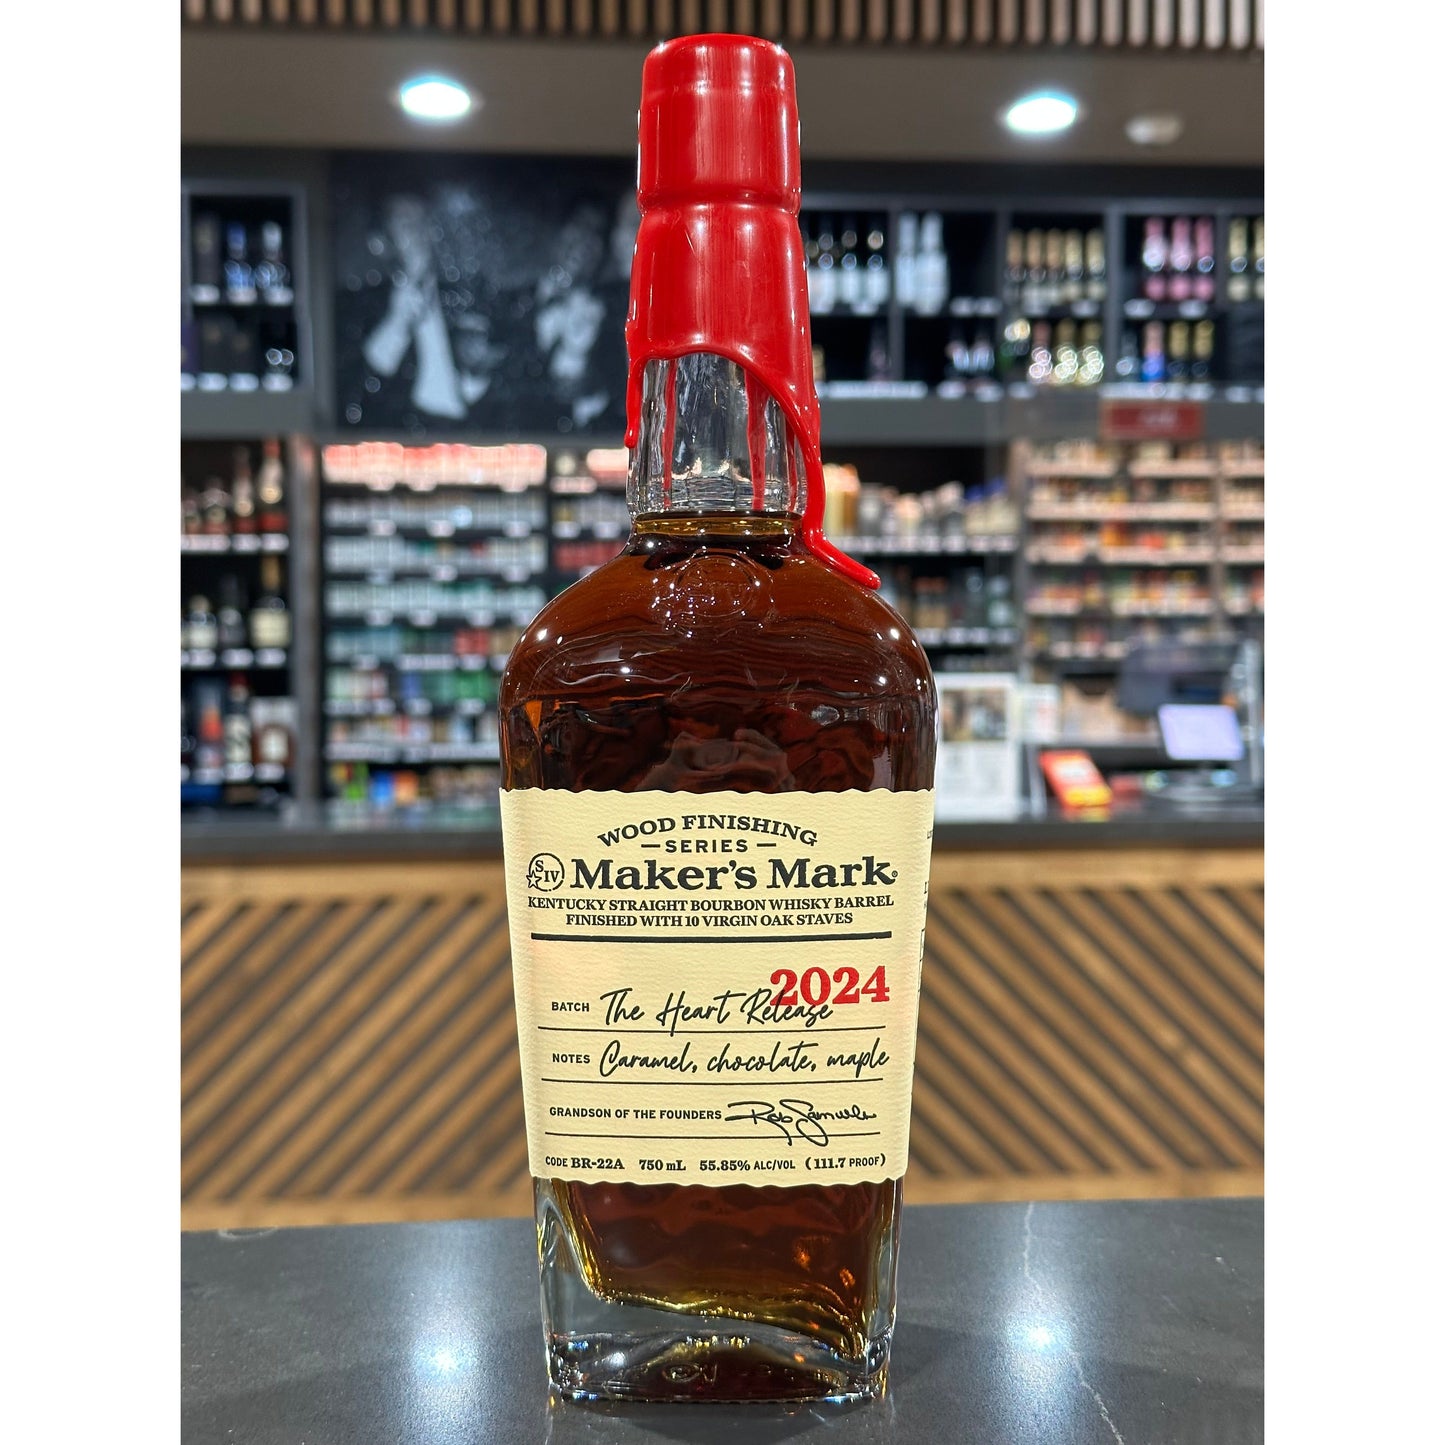 WOOD FINISHING
SERIES
S IV Maker's Mark®
KENTUCKY STRAIGHT BOURBON WHISKY BARREL
FINISHED WITH 10 VIRGIN OAK STAVES
2024
BATCH The Heart Release
NOTES Caramel, chocolate, maple
GRANDSON OF THE FOUNDERS Rob Samuels
CODE BR-22A 750 mL 55.85% ALC/VOL (111.7 PROOF)